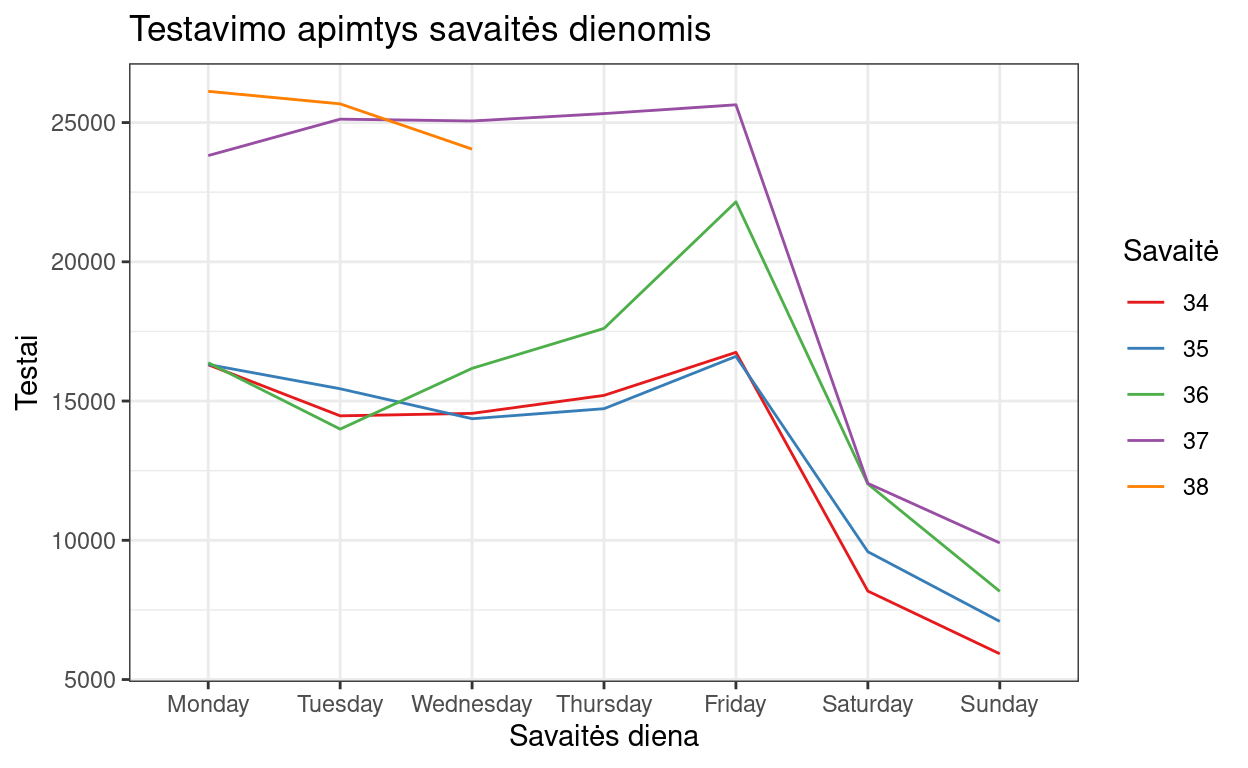 Testavimo apimtys savaitės dienomis
Testai
25000
20000
15000
10000
5000
Monday Tuesday Wednesday Thursday Friday Saturday Sunday
Savaitės diena
Savaitė
34
35
36
37
38